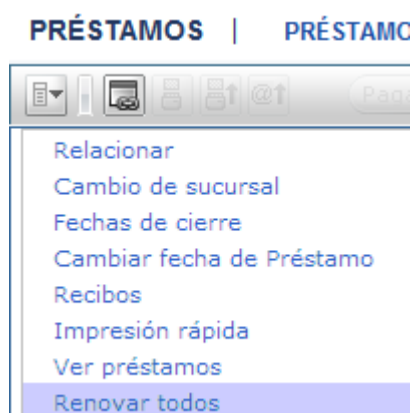 PRÉSTAMOS | PRÉSTAMO
@
Relacionar
Cambio de sucursal
Fechas de cierre
Cambiar fecha de Préstamo
Recibos
Impresión rápida
Ver préstamos
Renovar todos